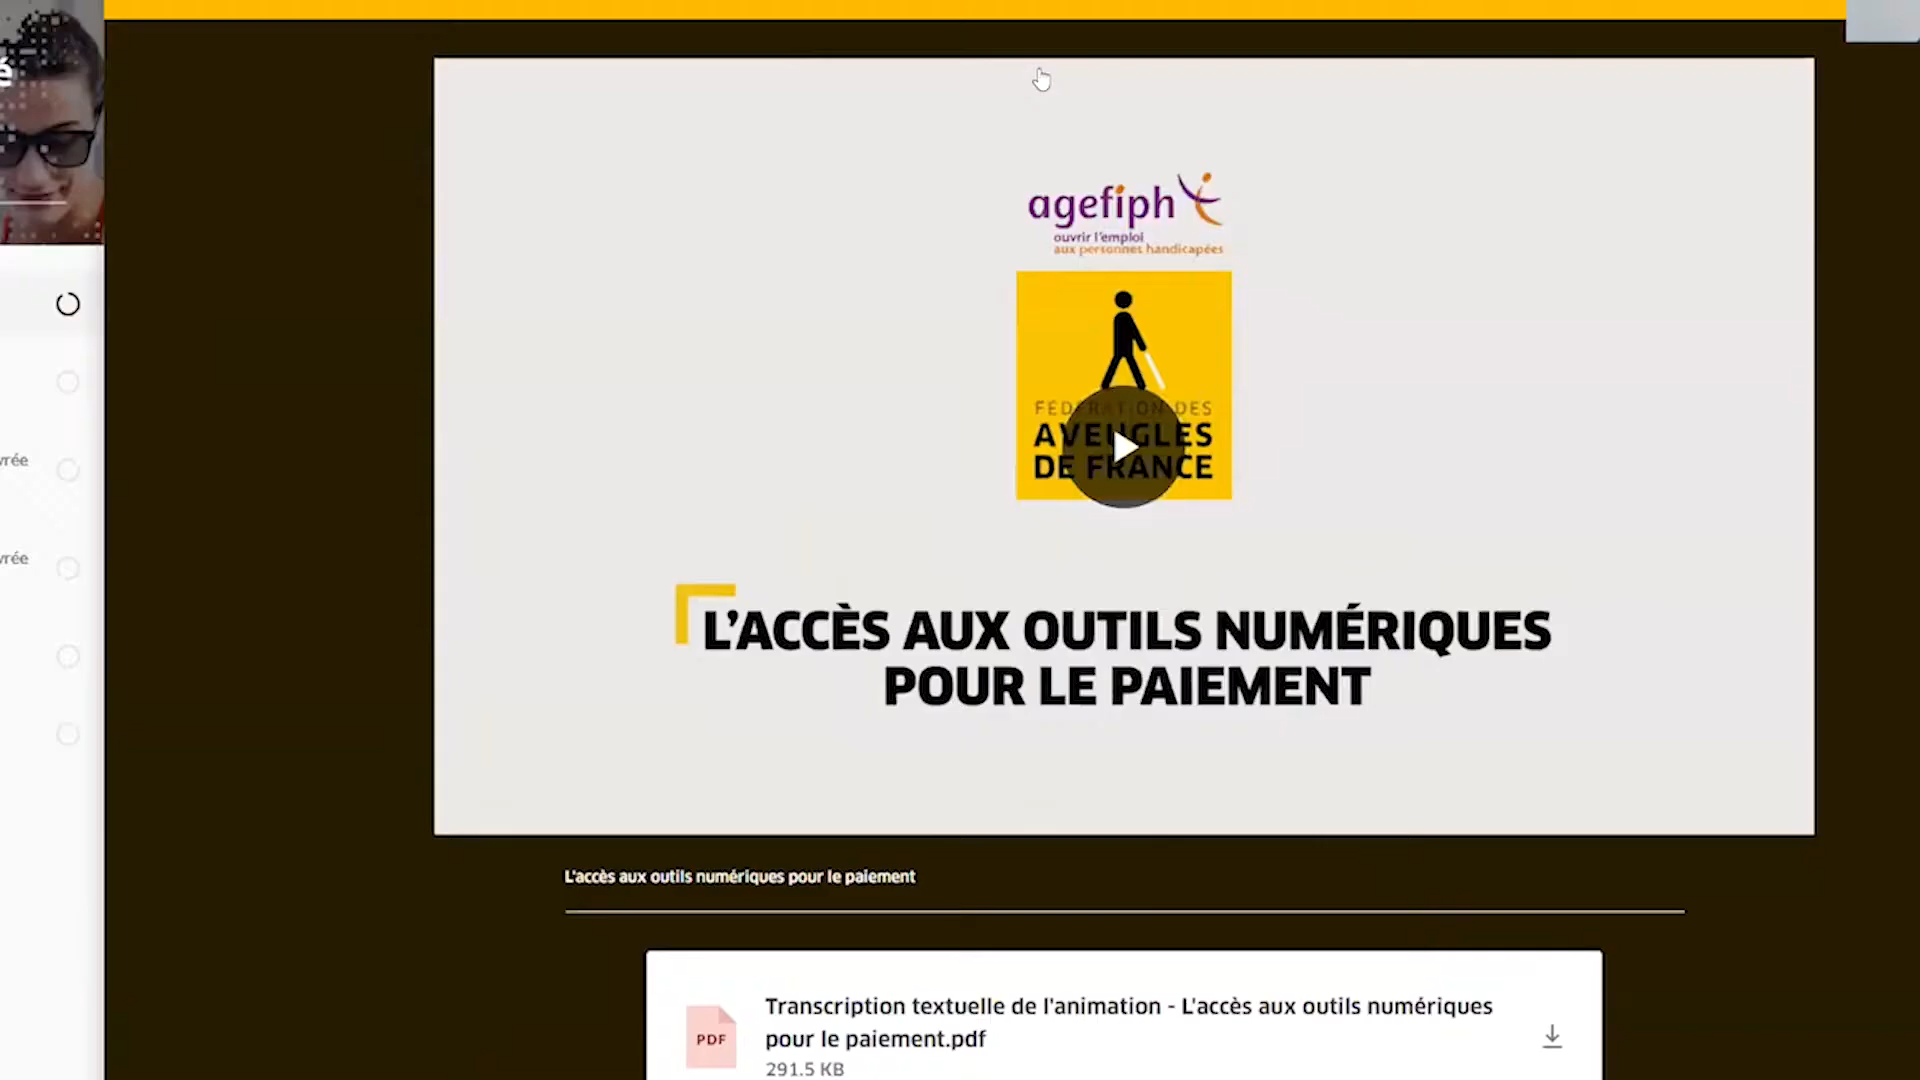 é
vrée
vrée
agefiph
ouvrir l'emploi
aux personnes handicapées
FÉDÉRATION DES
AVEUGLES
DE FRANCE
L'ACCÈS AUX OUTILS NUMÉRIQUES
POUR LE PAIEMENT
L'accès aux outils numériques pour le paiement
PDF
Transcription textuelle de l'animation - L'accès aux outils numériques
pour le paiement.pdf
291.5 KB